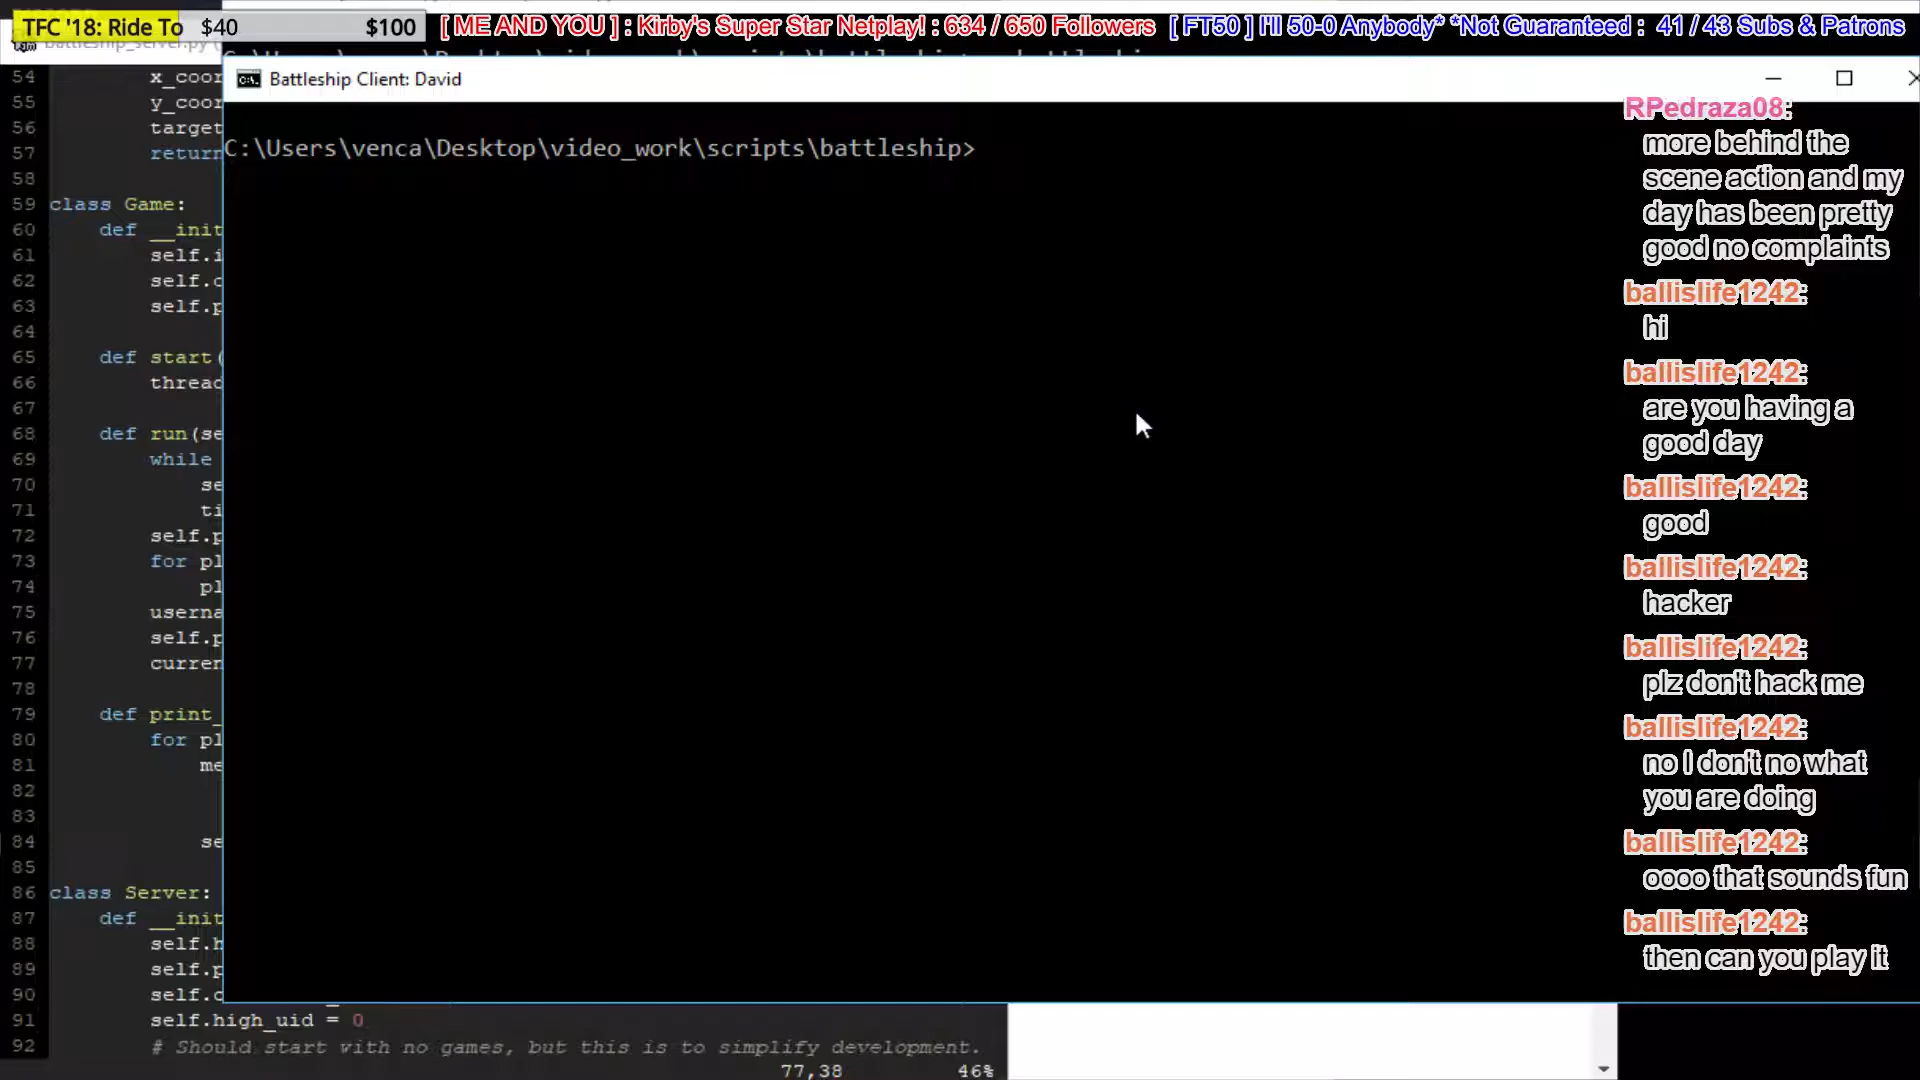 TFC '18: Ride To $40 $100 [ ME AND YOU ] : Kirby's Super Star Netplay! : 634 / 650 Followers [ FT50 ] I'll 50-0 Anybody* *Not Guaranteed : 41 / 43 Subs & Patrons
Battleship Client: David
C:\Users\venca\Desktop\video_work\scripts\battleship>
54 x_coor
55 y_coor
56 target
57 return
58
59 class Game:
60 def __init
61 self.i
62 self.c
63 self.p
64
65 def start(
66 thread
67
68 def run(se
69 while
70 se
71 ti
72 self.p
73 for pl
74 pl
75 userna
76 self.p
77 curren
78
79 def print_
80 for pl
81 me
82
83
84 se
85
86 class Server:
87 def __init
88 self.h
89 self.p
90 self.c
91 self.high_uid = 0
92 # Should start with no games, but this is to simplify development.
77,38 46%
RPedraza08:
more behind the
scene action and my
day has been pretty
good no complaints
ballislife1242:
hi
ballislife1242:
are you having a
good day
ballislife1242:
good
ballislife1242:
hacker
ballislife1242:
plz don't hack me
ballislife1242:
no I don't no what
you are doing
ballislife1242:
oooo that sounds fun
ballislife1242:
then can you play it